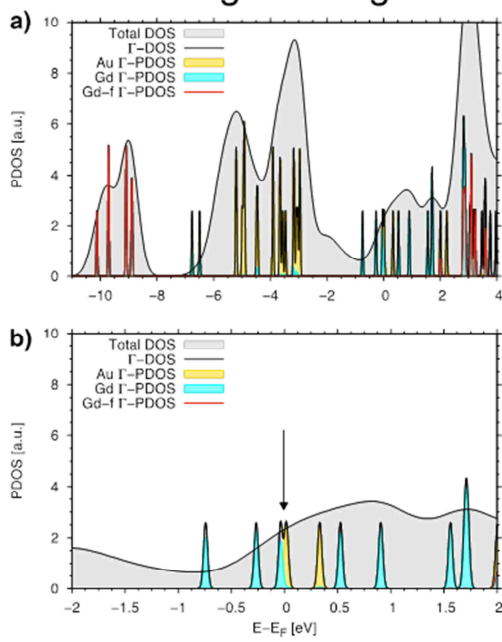 a)
Total DOS
Γ-DOS
Au Γ-PDOS
Gd Γ-PDOS
Gd-f Γ-PDOS
PDOS [a.u.]
10
8
6
4
2
0
-10 -8 -6 -4 -2 0 2 4
b)
Total DOS
Γ-DOS
Au Γ-PDOS
Gd Γ-PDOS
Gd-f Γ-PDOS
PDOS [a.u.]
10
8
6
4
2
0
-2 -1.5 -1 -0.5 0 0.5 1 1.5 2
E-EF [eV]